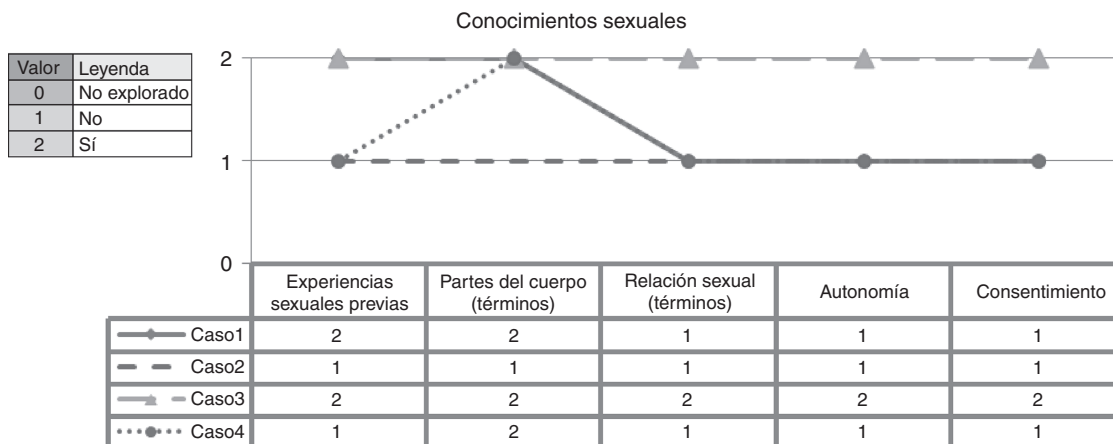 Conocimientos sexuales
Valor Leyenda
0 No explorado
1 No
2 Sí
2
1
0
Experiencias sexuales previas
Partes del cuerpo (términos)
Relación sexual (términos)
Autonomía
Consentimiento
Caso1 2 2 1 1 1
Caso2 1 1 1 1 1
Caso3 2 2 2 2 2
Caso4 1 2 1 1 1